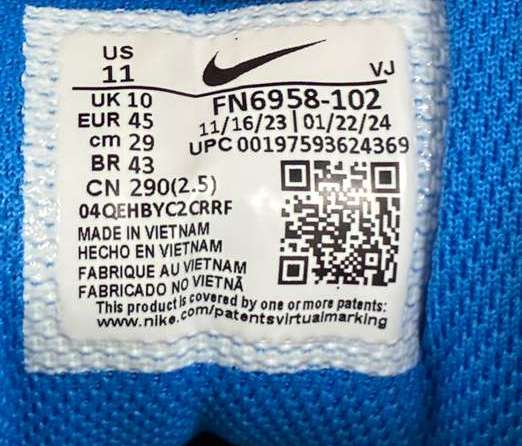 US
11
VJ
UK 10
EUR 45
cm 29
BR 43
CN 290(2.5)
FN6958-102
11/16/23 | 01/22/24
UPC 00197593624369
04QEHBYC2CRRF
MADE IN VIETNAM
HECHO EN VIETNAM
FABRIQUE AU VIETNAM
FABRICADO NO VIETNÃ
This product is covered by one or more patents:
www.nike.com/patentsvirtualmarking